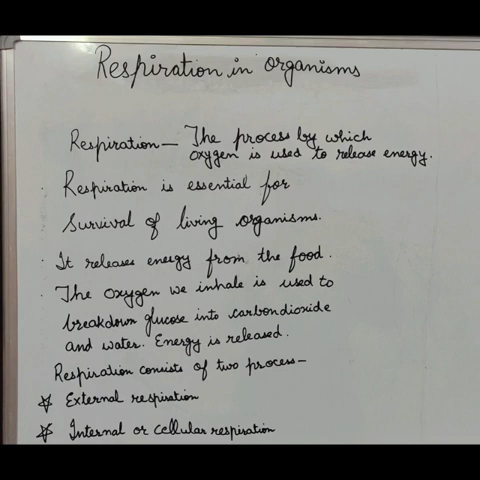 Respiration in organisms
Respiration — The process by which
oxygen is used to release energy.
· Respiration is essential for
Survival of living organisms.
· It releases energy from the food.
· The oxygen we inhale is used to
breakdown glucose into carbondioxide
and water. Energy is released.
Respiration consists of two process—
☆ External respiration
☆ Internal or cellular respiration